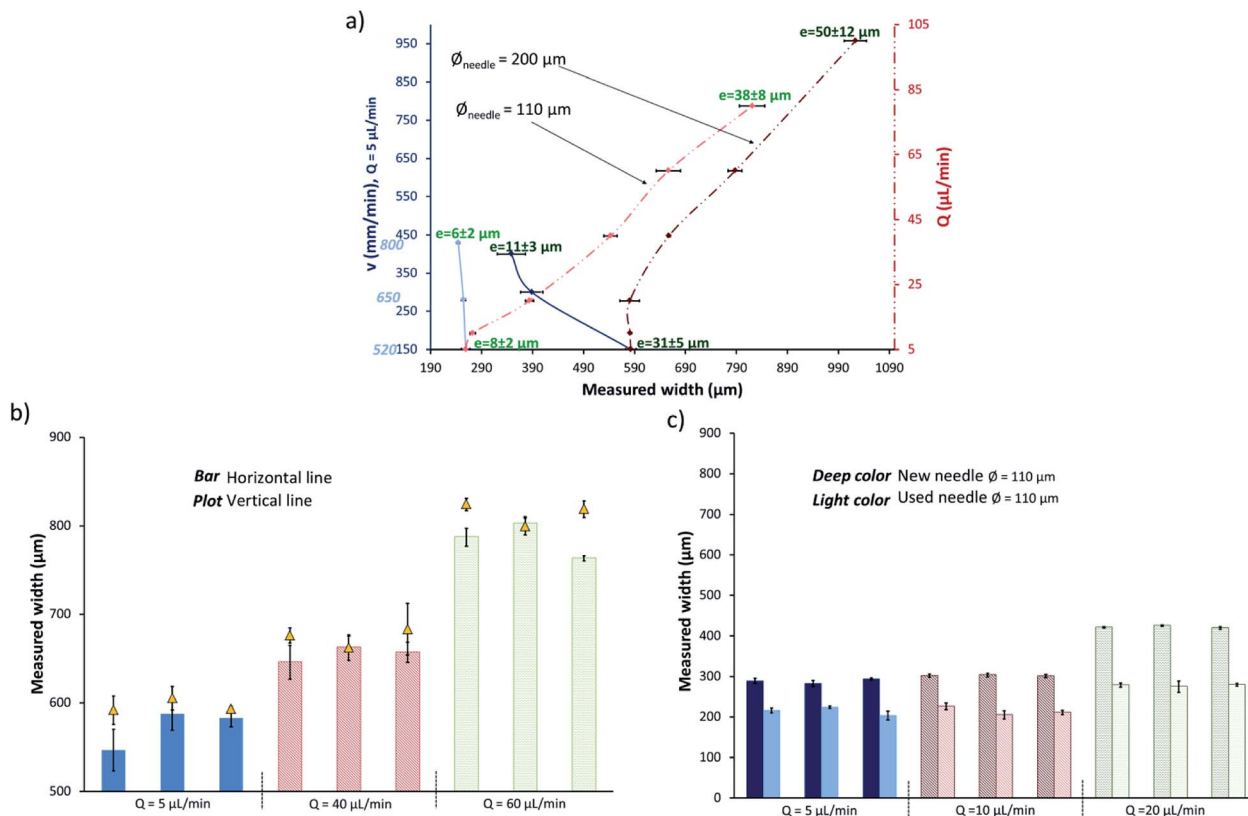 a)
e=50±12 µm
Ø needle = 200 µm
e=38±8 µm
Ø needle = 110 µm
v (mm/min), Q = 5 µL/min
950
850
750
650
550
450
350
250
150
800
650
520
e=6±2 µm
e=11±3 µm
e=8±2 µm
e=31±5 µm
105
85
65
45
25
5
Q (µL/min)
190 290 390 490 590 690 790 890 990 1090
Measured width (µm)
b)
Measured width (µm)
900
800
700
600
500
Bar Horizontal line
Plot Vertical line
Q = 5 µL/min Q = 40 µL/min Q = 60 µL/min
c)
Measured width (µm)
900
800
700
600
500
400
300
200
100
0
Deep color New needle Ø = 110 µm
Light color Used needle Ø = 110 µm
Q = 5 µL/min Q =10 µL/min Q =20 µL/min